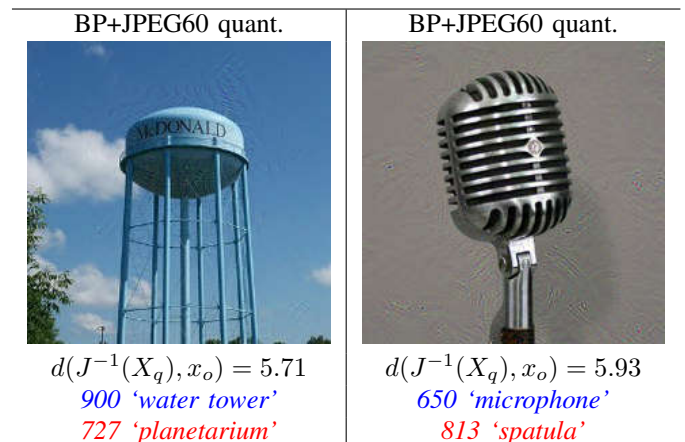 BP+JPEG60 quant.
McDONALD
d(J⁻¹(X_q), x_o) = 5.71
900 ‘water tower’
727 ‘planetarium’
BP+JPEG60 quant.
d(J⁻¹(X_q), x_o) = 5.93
650 ‘microphone’
813 ‘spatula’